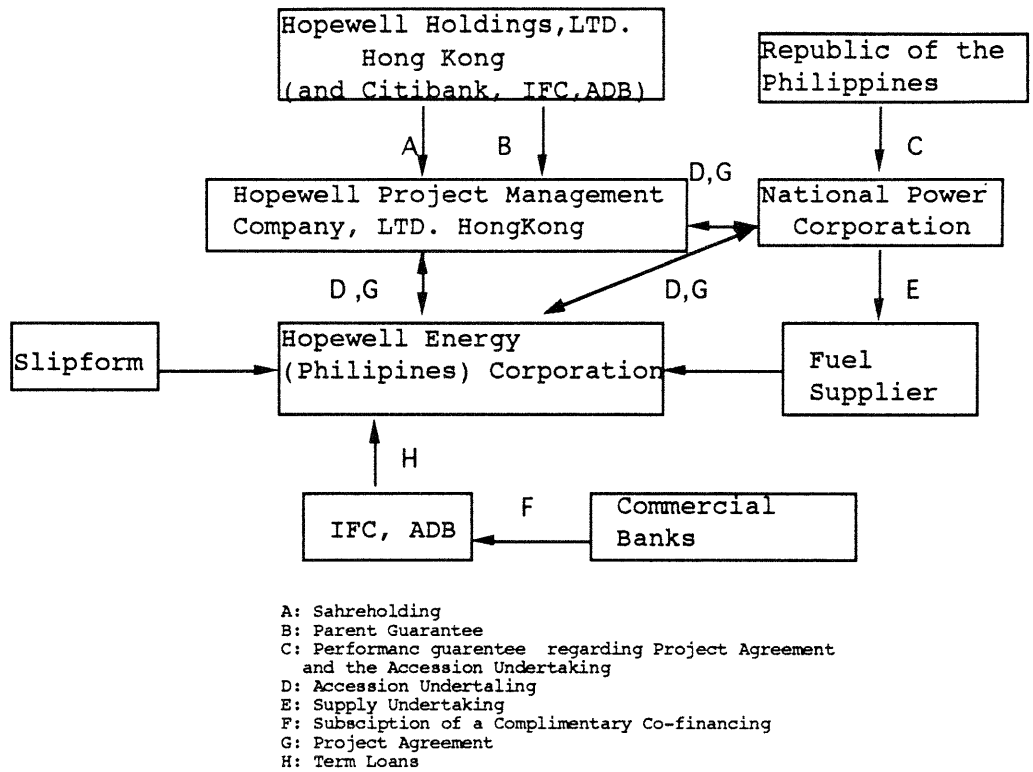 Hopewell Holdings,LTD.
Hong Kong
(and Citibank, IFC,ADB)
Republic of the
Philippines
A
B
C
D,G
Hopewell Project Management
Company, LTD. HongKong
National Power
Corporation
D ,G
D,G
E
Slipform
Hopewell Energy
(Philipines) Corporation
Fuel
Supplier
H
IFC, ADB
F
Commercial
Banks
A: Sahreholding
B: Parent Guarantee
C: Performanc guarentee regarding Project Agreement
and the Accession Undertaking
D: Accession Undertaling
E: Supply Undertaking
F: Subsciption of a Complimentary Co-financing
G: Project Agreement
H: Term Loans